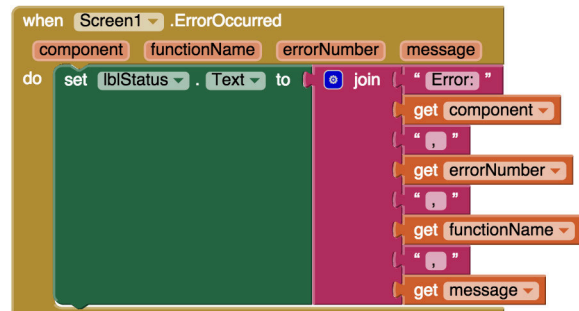 when Screen1 .ErrorOccurred
component functionName errorNumber message
do set lblStatus . Text to join " Error: "
get component
" , "
get errorNumber
" , "
get functionName
" , "
get message